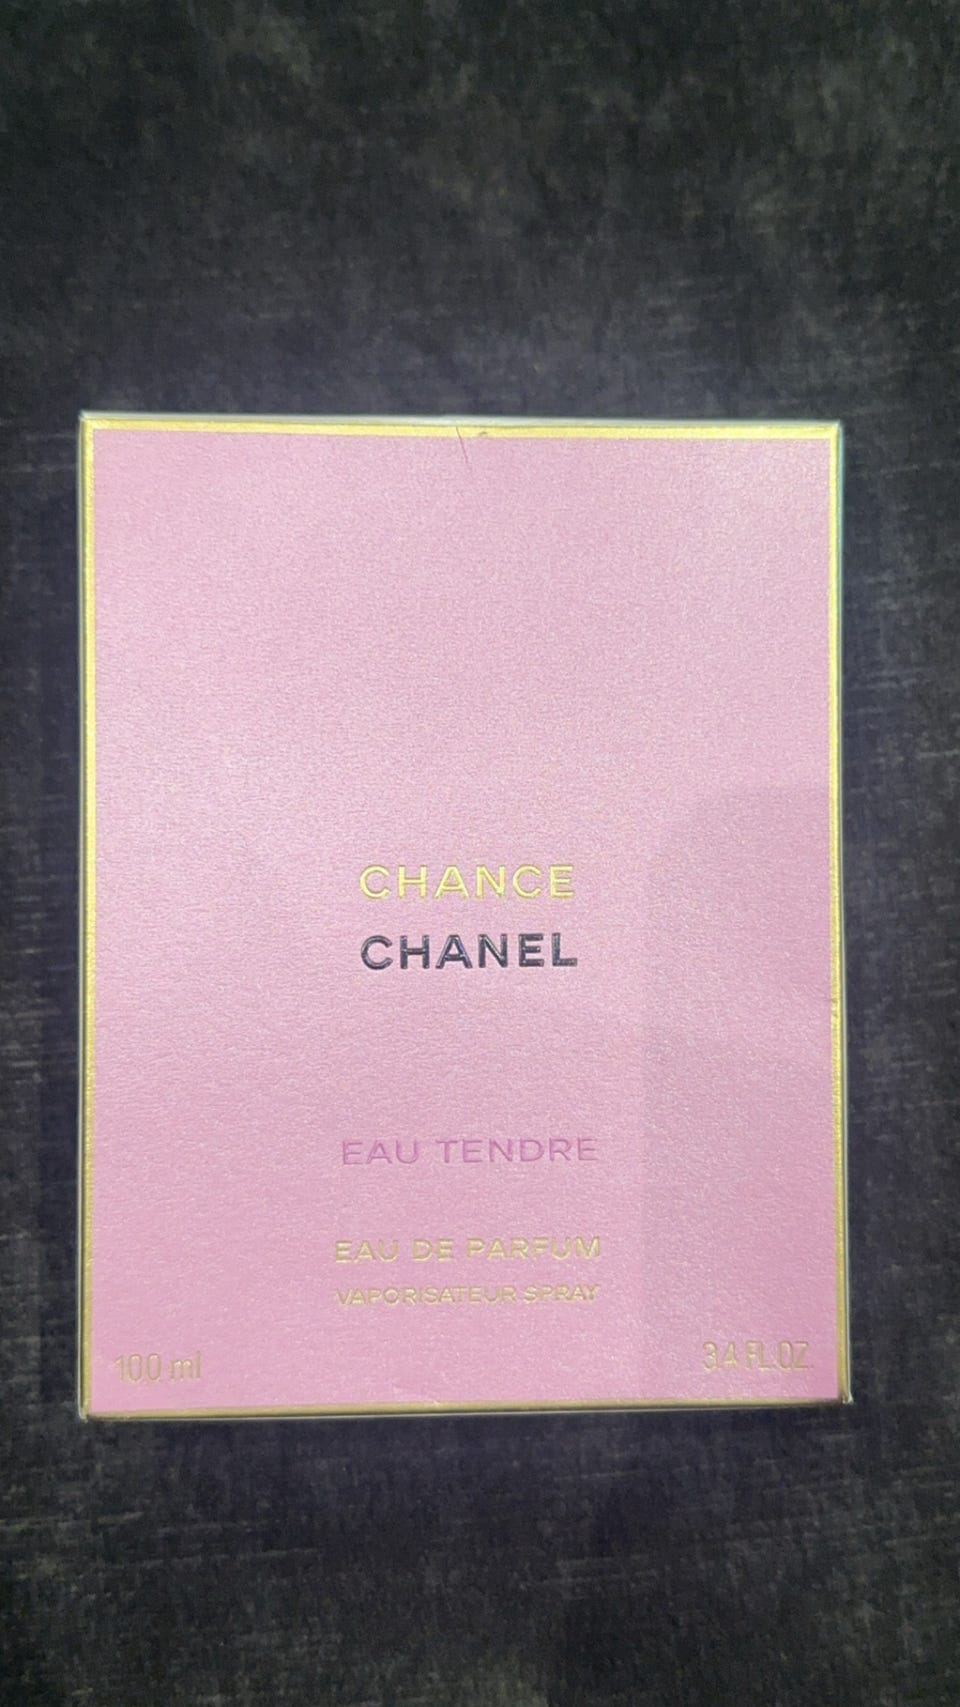 CHANCE
CHANEL
EAU TENDRE
EAU DE PARFUM
VAPORISATEUR SPRAY
100 ml 3.4 FL.OZ.